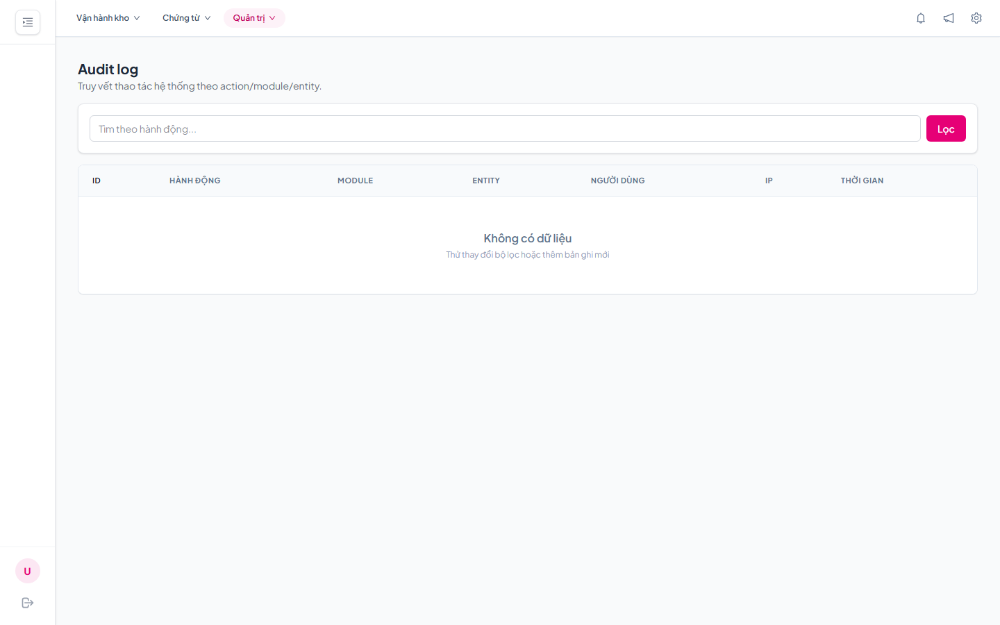 Vận hành kho
Chứng từ
Quản trị
Audit log
Truy vết thao tác hệ thống theo action/module/entity.
Tìm theo hành động...
Lọc
ID HÀNH ĐỘNG MODULE ENTITY NGƯỜI DÙNG IP THỜI GIAN
Không có dữ liệu
Thử thay đổi bộ lọc hoặc thêm bản ghi mới
U